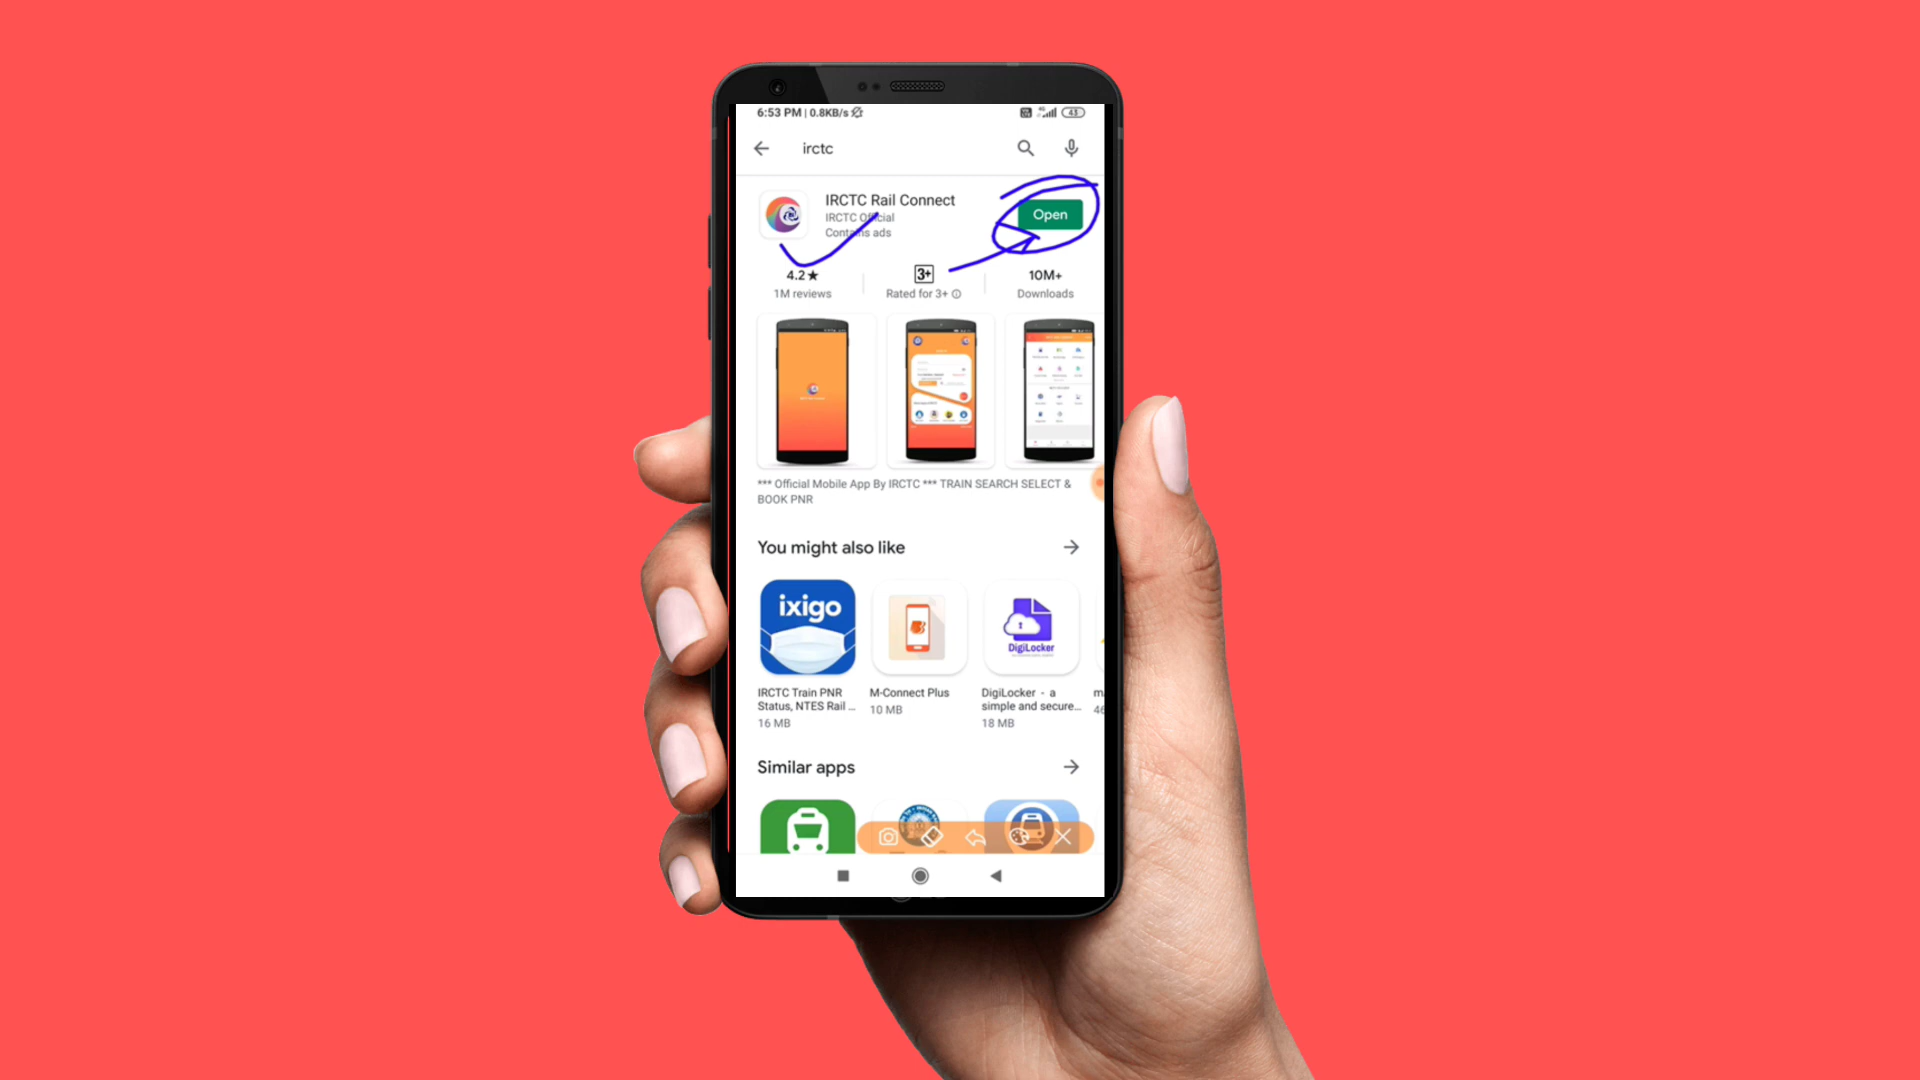 6:53 PM | 0.8KB/s
43
irctc
IRCTC Rail Connect
IRCTC Official
Contains ads
Open
4.2★
3+
10M+
1M reviews
Rated for 3+
Downloads
*** Official Mobile App By IRCTC *** TRAIN SEARCH SELECT &
BOOK PNR
You might also like
ixigo
DigiLocker
IRCTC Train PNR
Status, NTES Rail ...
16 MB
M-Connect Plus
10 MB
DigiLocker - a
simple and secure...
18 MB
46
Similar apps